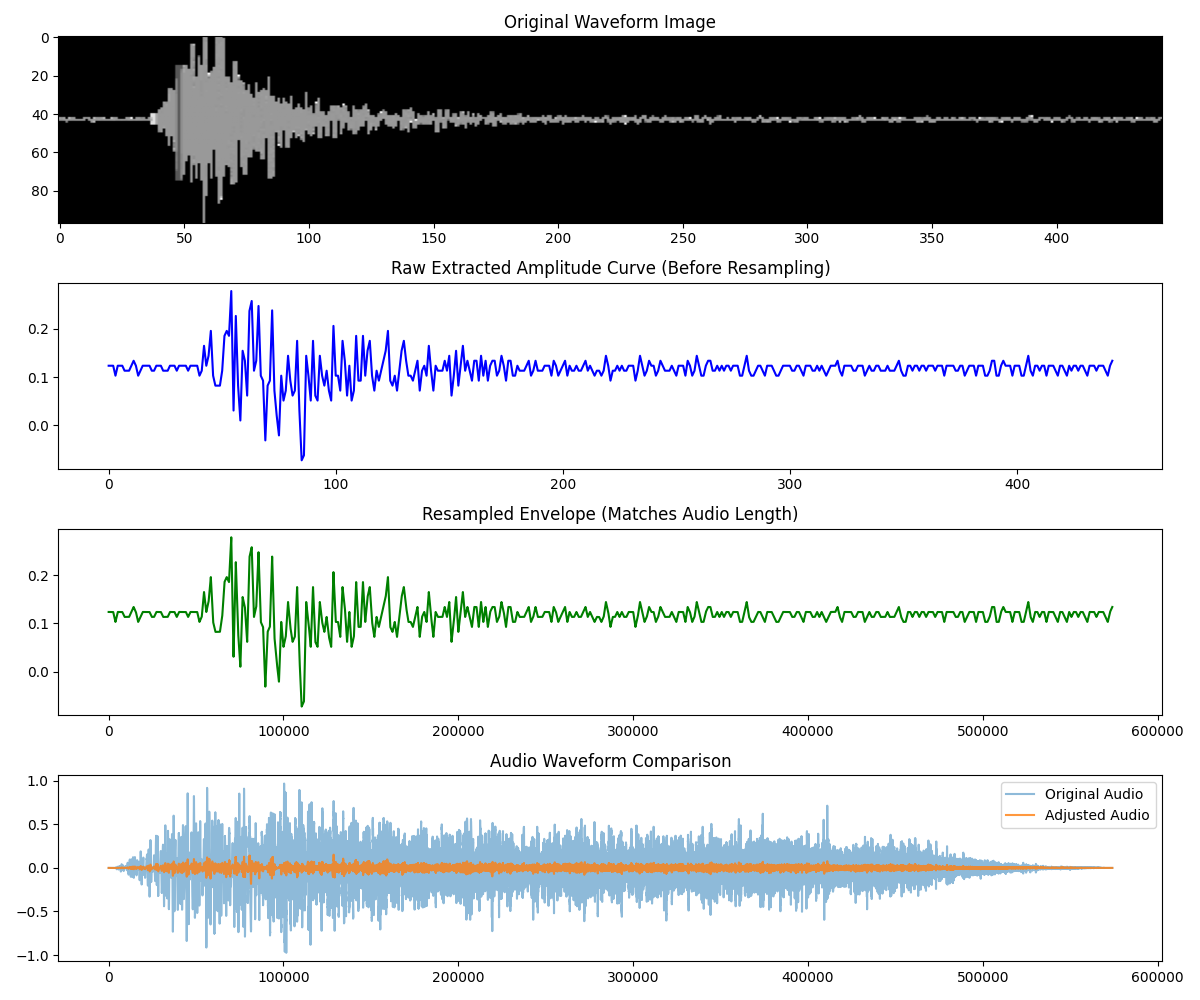 Original Waveform Image
0
20
40
60
80
0 50 100 150 200 250 300 350 400
Raw Extracted Amplitude Curve (Before Resampling)
0.2
0.1
0.0
0 100 200 300 400
Resampled Envelope (Matches Audio Length)
0.2
0.1
0.0
0 100000 200000 300000 400000 500000 600000
Audio Waveform Comparison
1.0
0.5
0.0
−0.5
−1.0
Original Audio
Adjusted Audio
0 100000 200000 300000 400000 500000 600000